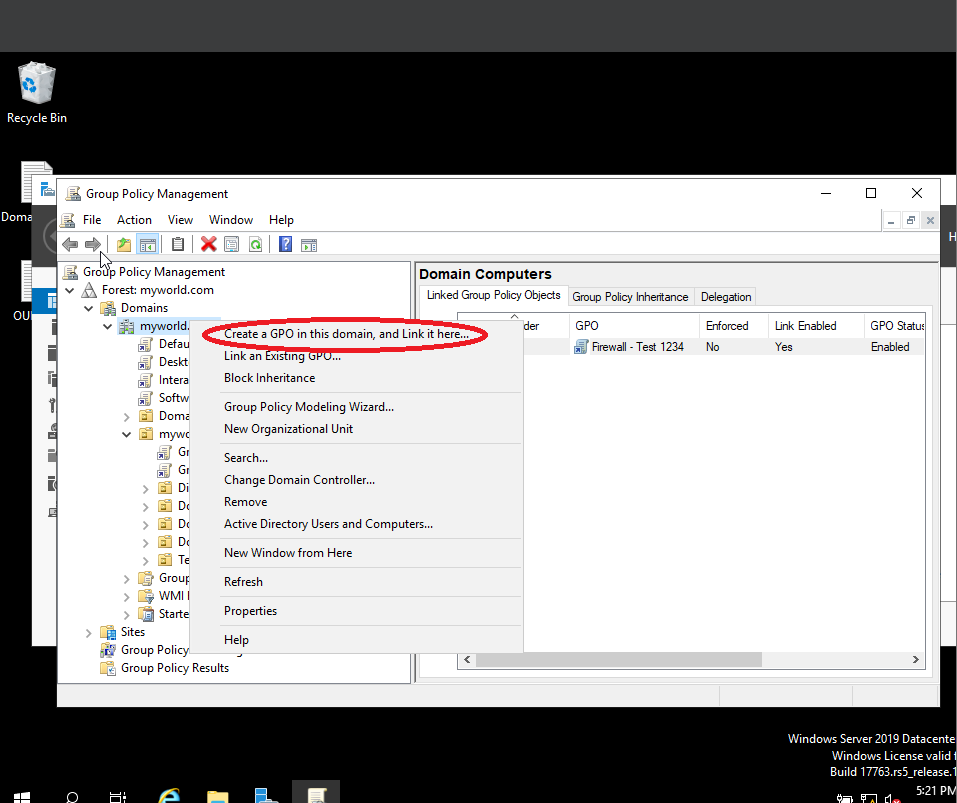 Recycle Bin
Group Policy Management
File Action View Window Help
Group Policy Management
Forest: myworld.com
Domains
myworld.
Defau
Deskt
Intera
Softw
Doma
mywo
Gr
Gr
Di
Do
Do
Do
Te
Group
WMI
Starte
Sites
Group Policy
Group Policy Results
Create a GPO in this domain, and Link it here...
Link an Existing GPO...
Block Inheritance
Group Policy Modeling Wizard...
New Organizational Unit
Search...
Change Domain Controller...
Remove
Active Directory Users and Computers...
New Window from Here
Refresh
Properties
Help
Domain Computers
Linked Group Policy Objects Group Policy Inheritance Delegation
der GPO Enforced Link Enabled GPO Status
Firewall - Test 1234 No Yes Enabled
Doma
OU
H
Windows Server 2019 Datacente
Windows License valid f
Build 17763.rs5_release.1
5:21 PM